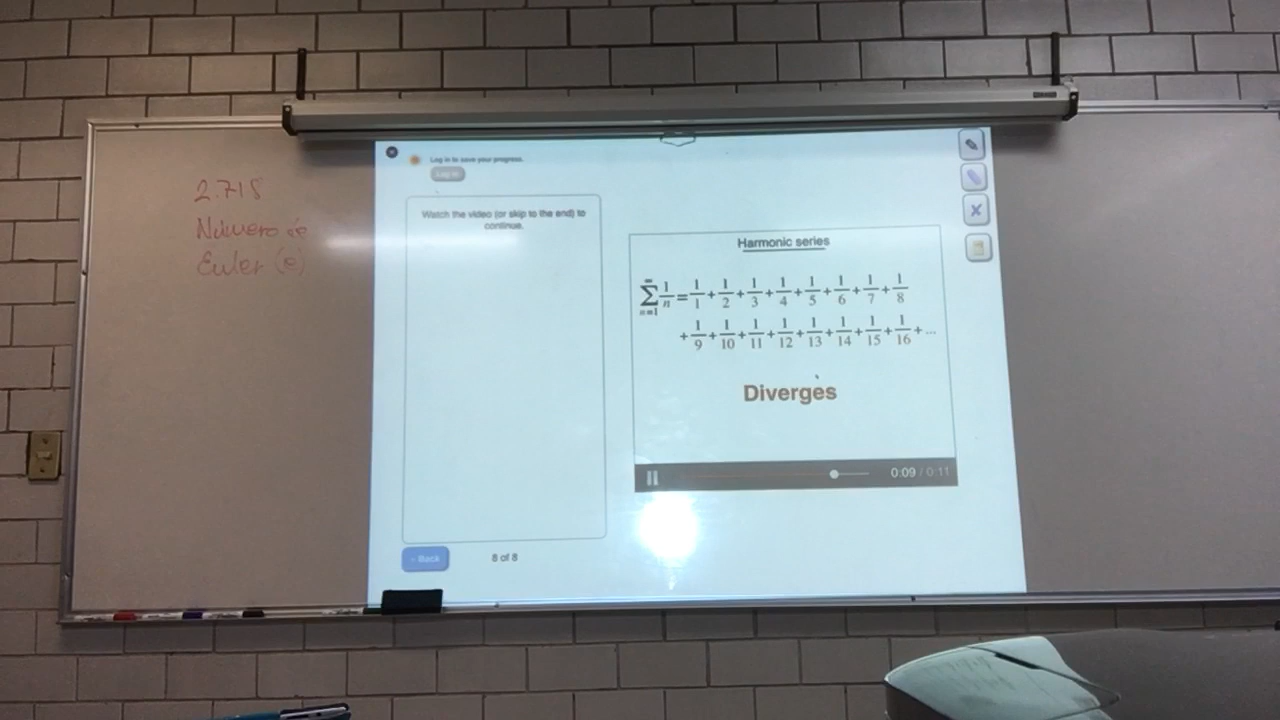 2.718
Número de
Euler (e)
Log in to save your progress.
Log in
Watch the video (or skip to the end) to
continue.
Harmonic series
∞
∑ 1/n = 1/1 + 1/2 + 1/3 + 1/4 + 1/5 + 1/6 + 1/7 + 1/8
n=1
+ 1/9 + 1/10 + 1/11 + 1/12 + 1/13 + 1/14 + 1/15 + 1/16 + ...
Diverges
0:09 / 0:11
Back
8 of 8